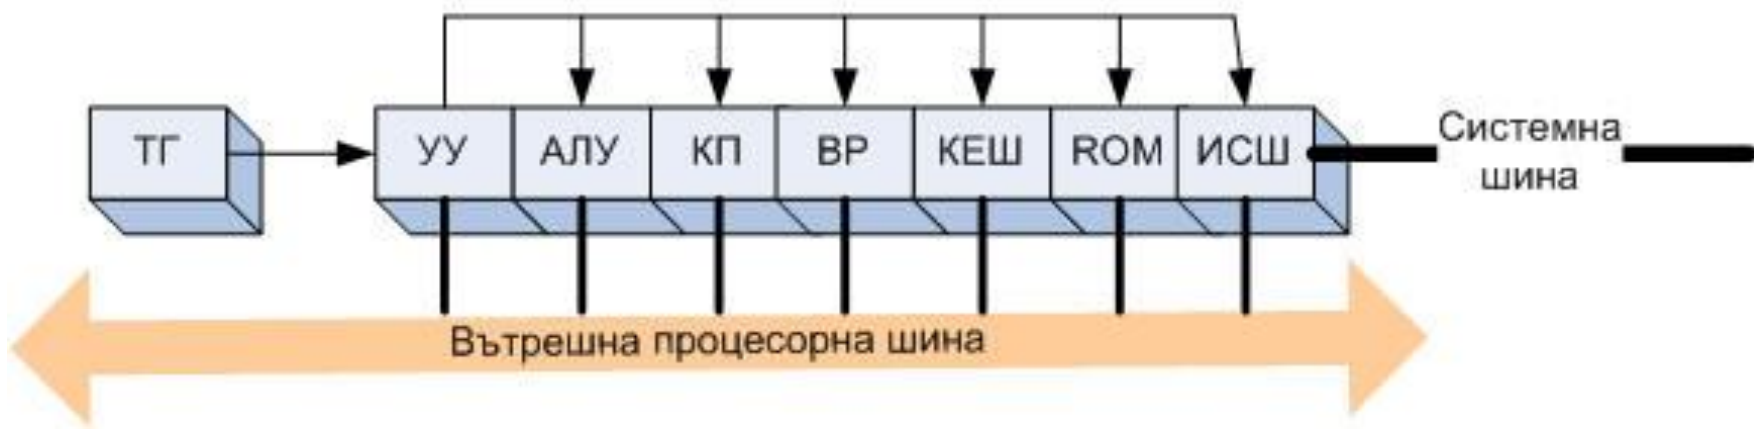 ТГ
УУ
АЛУ
КП
ВР
КЕШ
ROM
ИСШ
Системна
шина
Вътрешна процесорна шина